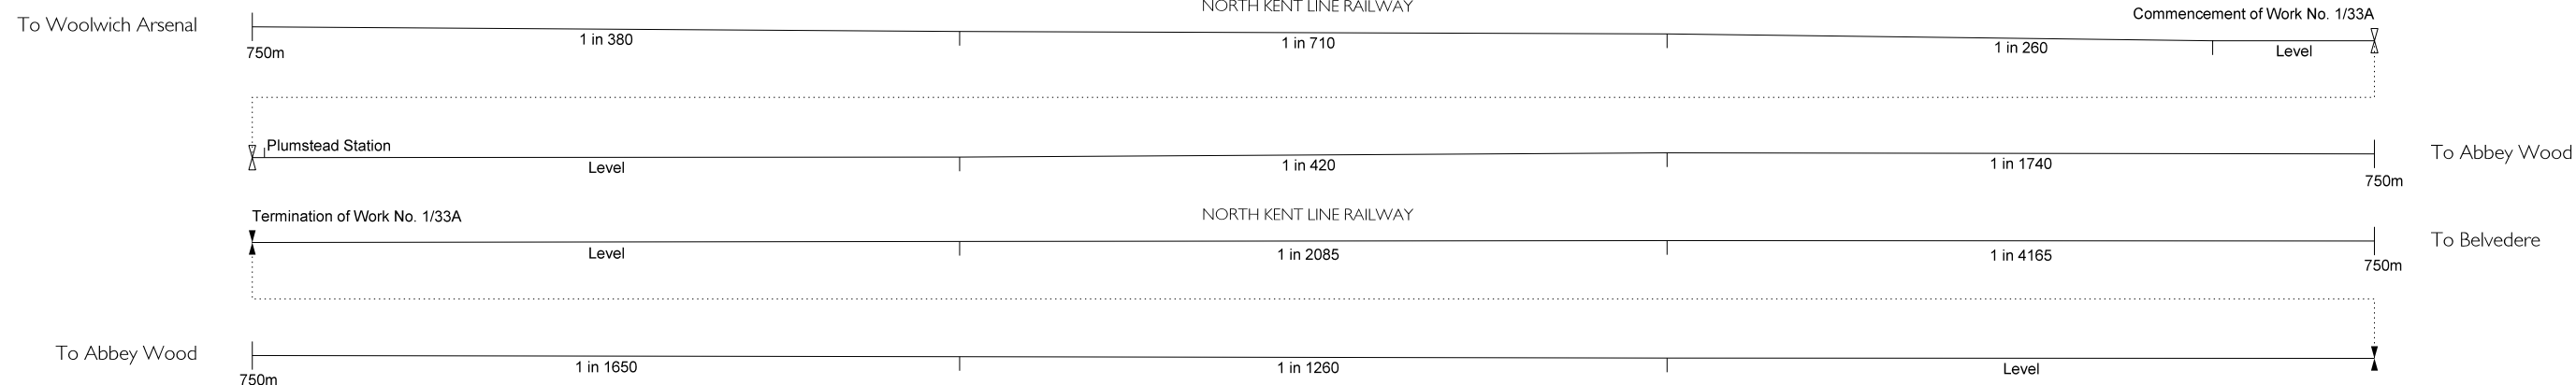 NORTH KENT LINE RAILWAY
Commencement of Work No. 1/33A
To Woolwich Arsenal
1 in 380
1 in 710
1 in 260
Level
750m
Plumstead Station
To Abbey Wood
Level
1 in 420
1 in 1740
750m
Termination of Work No. 1/33A
NORTH KENT LINE RAILWAY
To Belvedere
Level
1 in 2085
1 in 4165
750m
To Abbey Wood
1 in 1650
1 in 1260
Level
750m